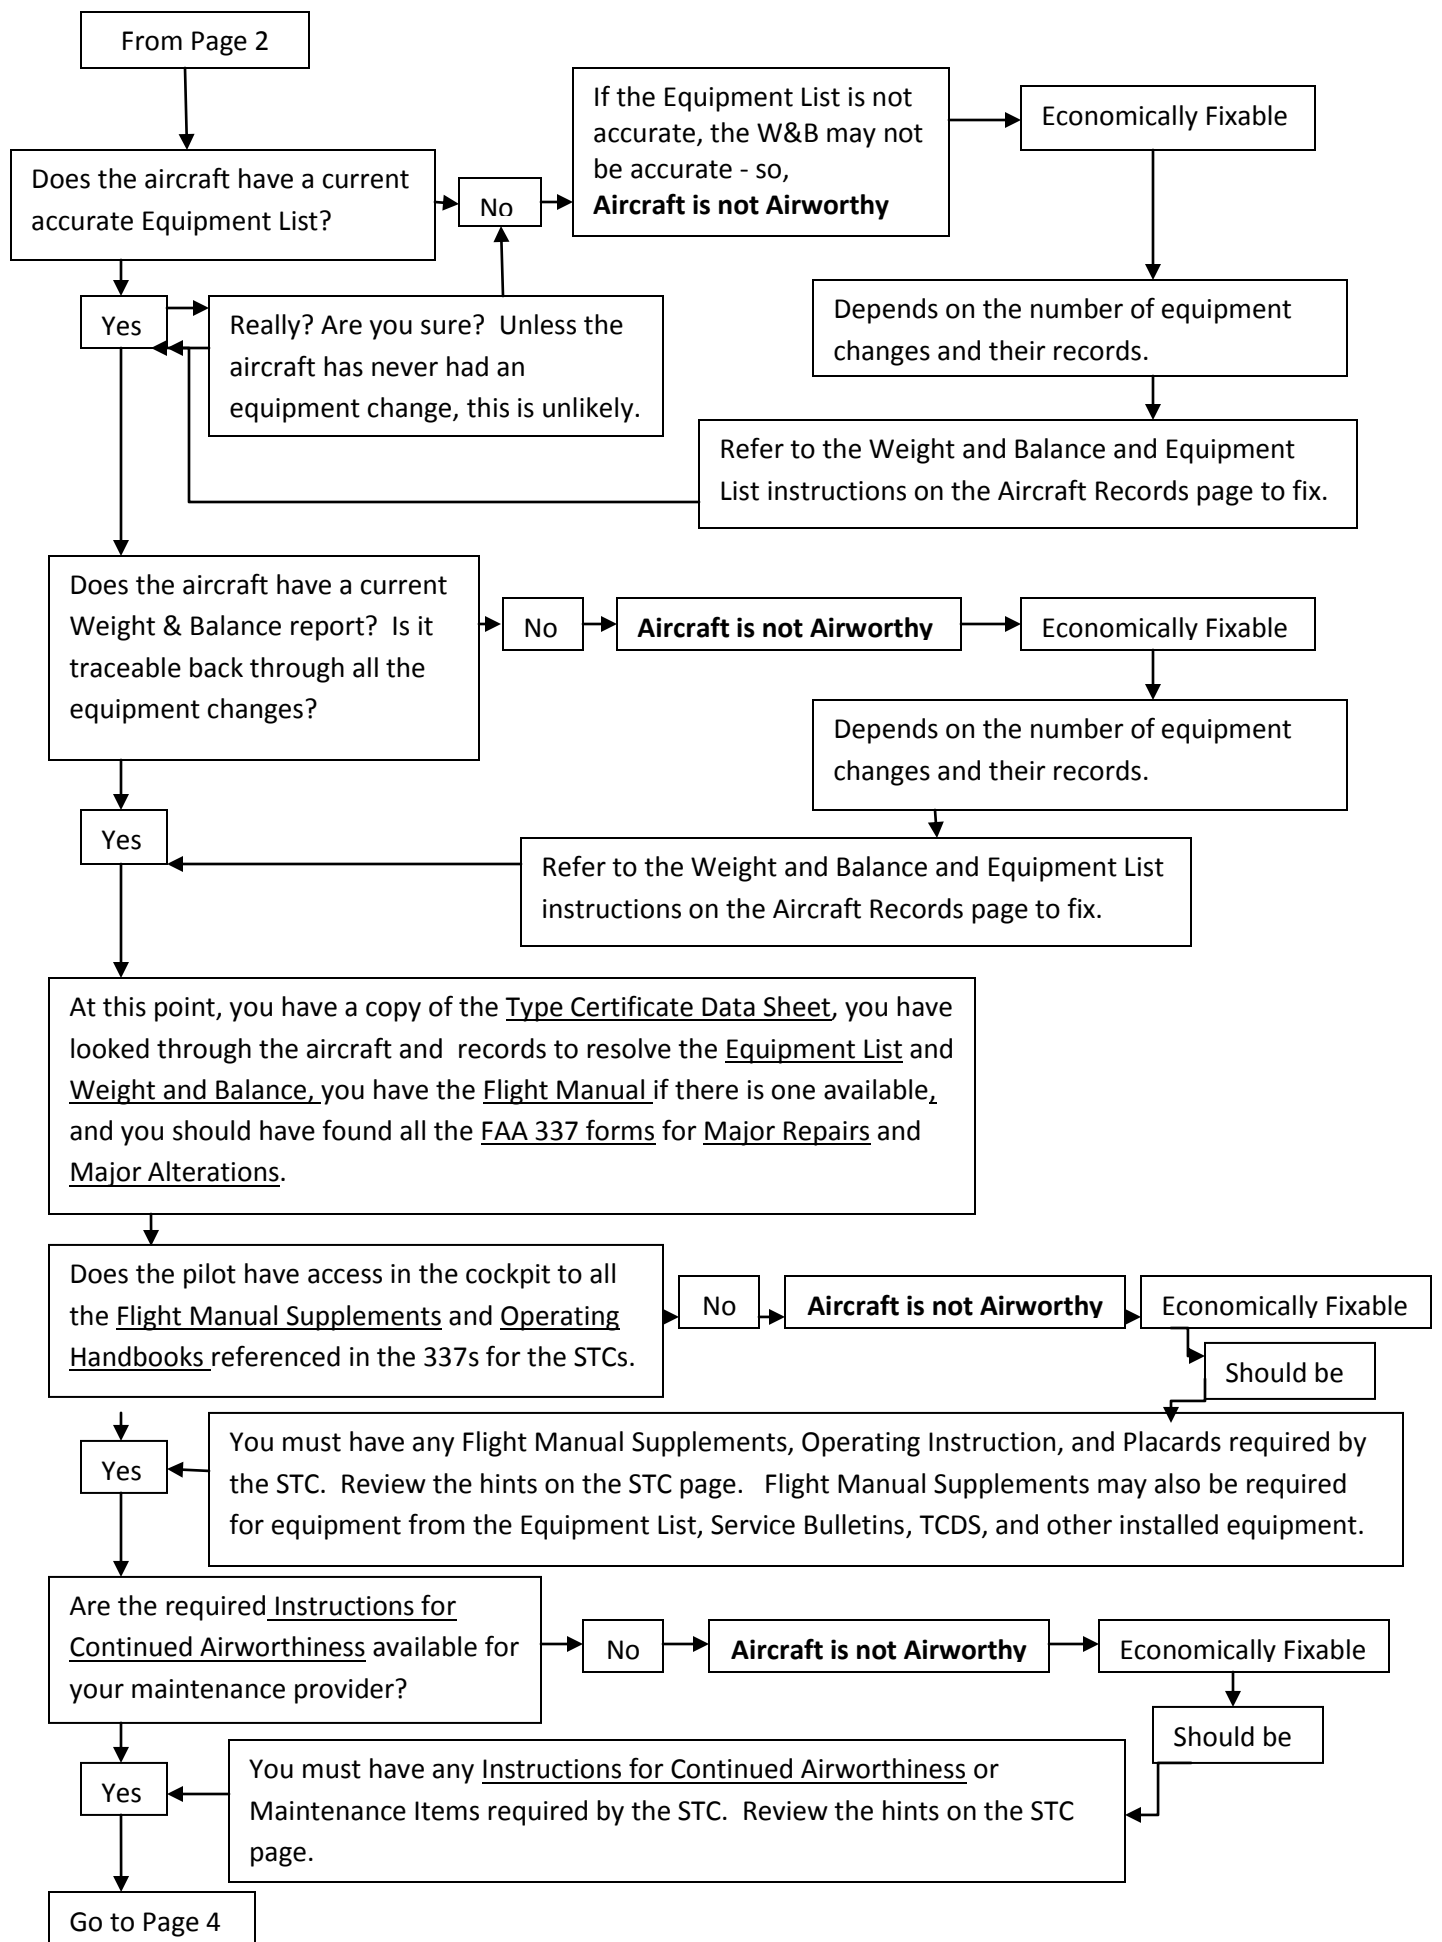 From Page 2
Does the aircraft have a current
accurate Equipment List?
No
If the Equipment List is not
accurate, the W&B may not
be accurate - so,
Aircraft is not Airworthy
Economically Fixable
Yes
Really? Are you sure?  Unless the
aircraft has never had an
equipment change, this is unlikely.
Depends on the number of equipment
changes and their records.
Refer to the Weight and Balance and Equipment
List instructions on the Aircraft Records page to fix.
Does the aircraft have a current
Weight & Balance report?  Is it
traceable back through all the
equipment changes?
No
Aircraft is not Airworthy
Economically Fixable
Depends on the number of equipment
changes and their records.
Yes
Refer to the Weight and Balance and Equipment List
instructions on the Aircraft Records page to fix.
At this point, you have a copy of the Type Certificate Data Sheet, you have
looked through the aircraft and  records to resolve the Equipment List and
Weight and Balance, you have the Flight Manual if there is one available,
and you should have found all the FAA 337 forms for Major Repairs and
Major Alterations.
Does the pilot have access in the cockpit to all
the Flight Manual Supplements and Operating
Handbooks referenced in the 337s for the STCs.
No
Aircraft is not Airworthy
Economically Fixable
Should be
Yes
You must have any Flight Manual Supplements, Operating Instruction, and Placards required by
the STC.  Review the hints on the STC page.   Flight Manual Supplements may also be required
for equipment from the Equipment List, Service Bulletins, TCDS, and other installed equipment.
Are the required Instructions for
Continued Airworthiness available for
your maintenance provider?
No
Aircraft is not Airworthy
Economically Fixable
Should be
Yes
You must have any Instructions for Continued Airworthiness or
Maintenance Items required by the STC.  Review the hints on the STC
page.
Go to Page 4